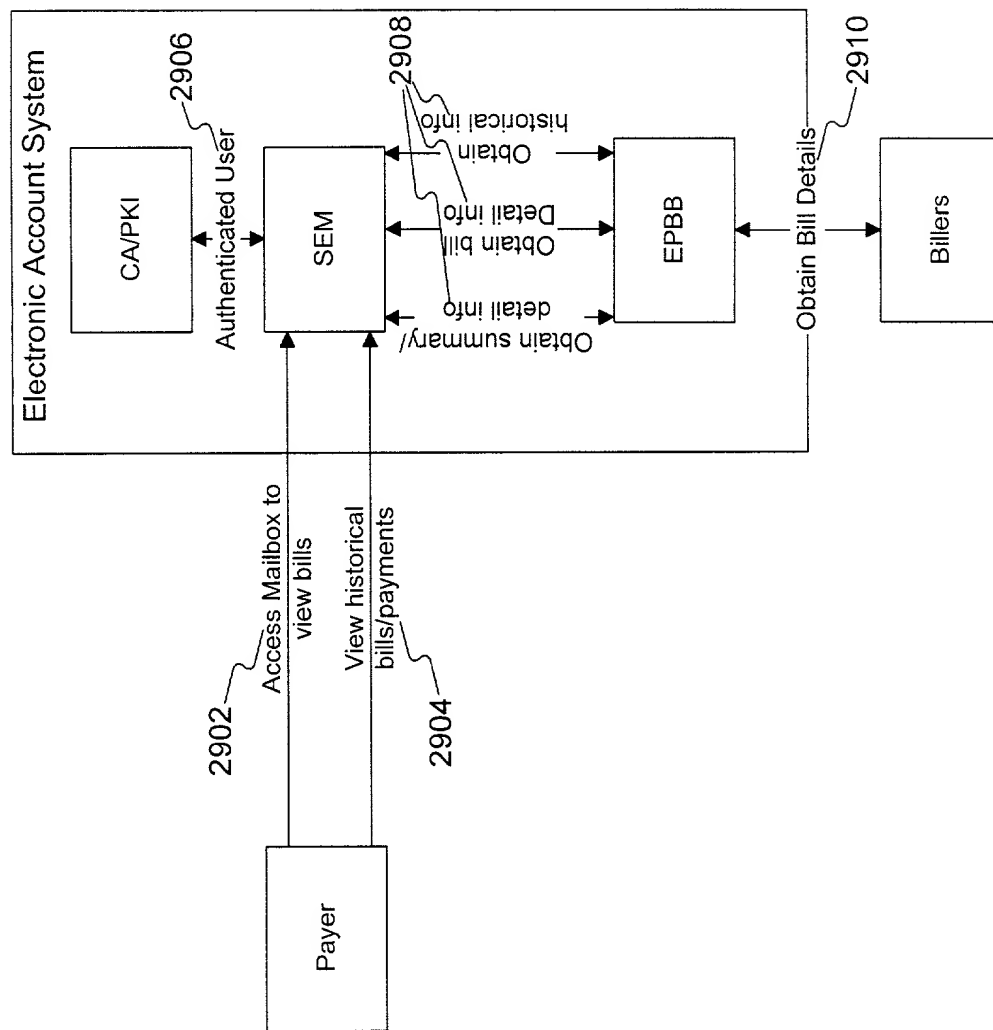 Electronic Account System
CA/PKI
2906
Authenticated User
SEM
2908
Obtain summary/
detail info
Obtain bill
Detail info
Obtain
historical info
EPBB
Obtain Bill Details
2910
Billers
2902
Access Mailbox to
view bills
View historical
bills/payments
2904
Payer